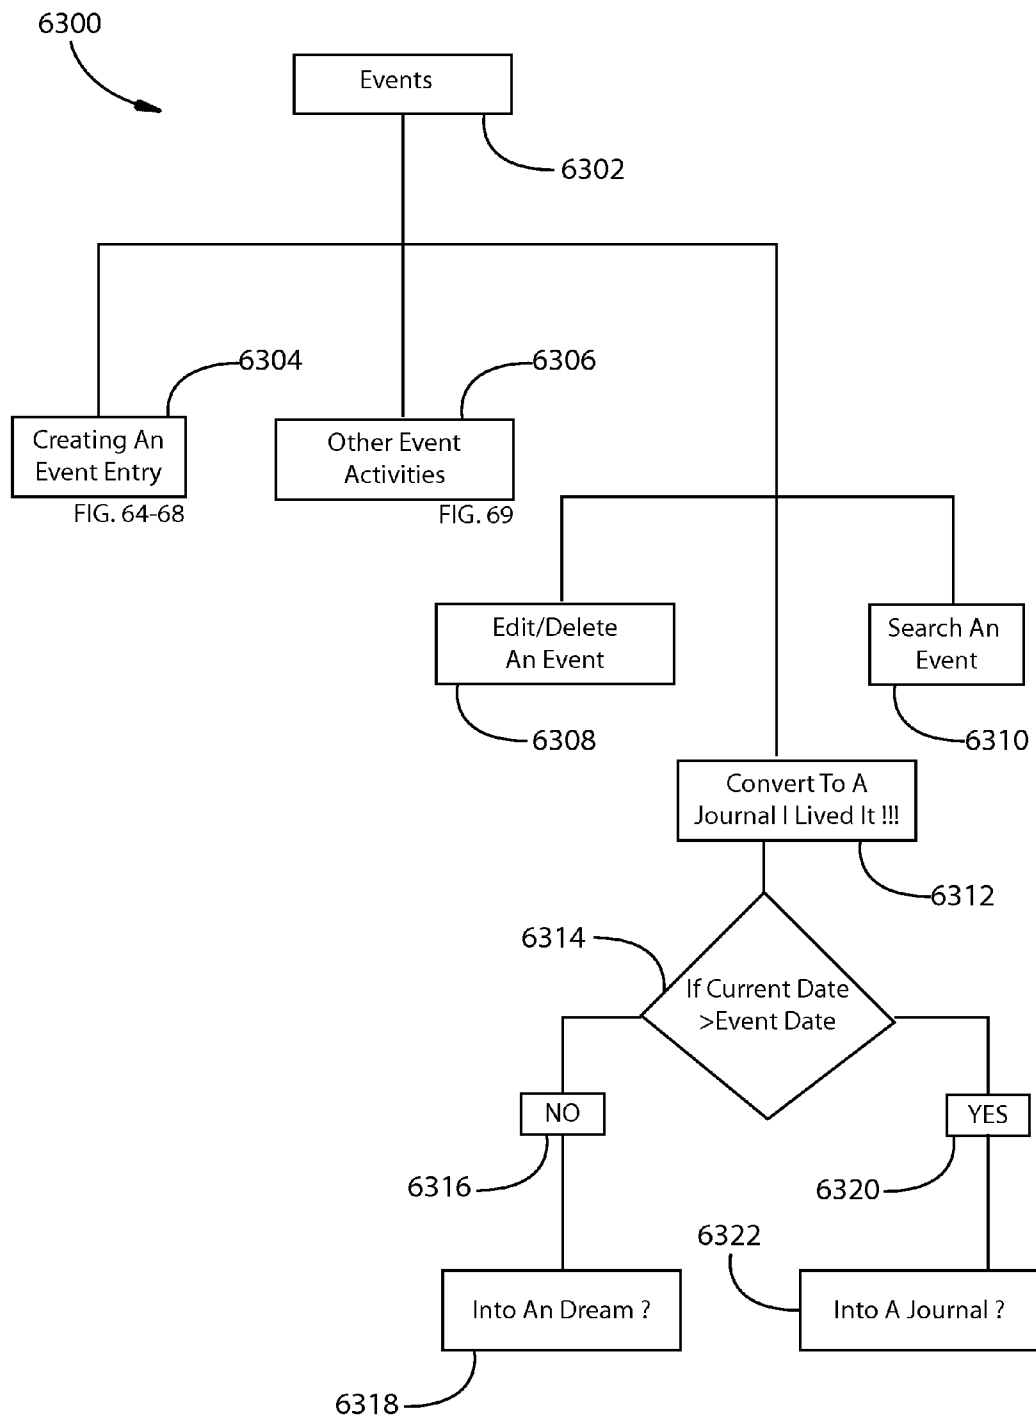 6300
Events
6302
6304
6306
Creating An
Event Entry
FIG. 64-68
Other Event
Activities
FIG. 69
Edit/Delete
An Event
6308
Search An
Event
6310
Convert To A
Journal I Lived It !!!
6312
6314
If Current Date
>Event Date
NO
6316
YES
6320
6322
Into An Dream ?
6318
Into A Journal ?